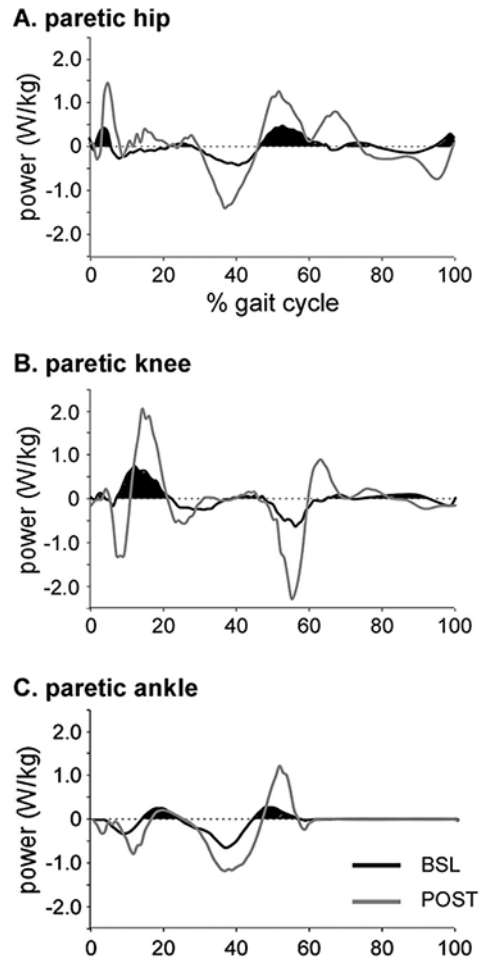 A. paretic hip
2.0
1.0
0
-1.0
-2.0
power (W/kg)
0 20 40 60 80 100
% gait cycle
B. paretic knee
2.0
1.0
0
-1.0
-2.0
power (W/kg)
0 20 40 60 80 100
C. paretic ankle
2.0
1.0
0
-1.0
-2.0
power (W/kg)
BSL
POST
0 20 40 60 80 100